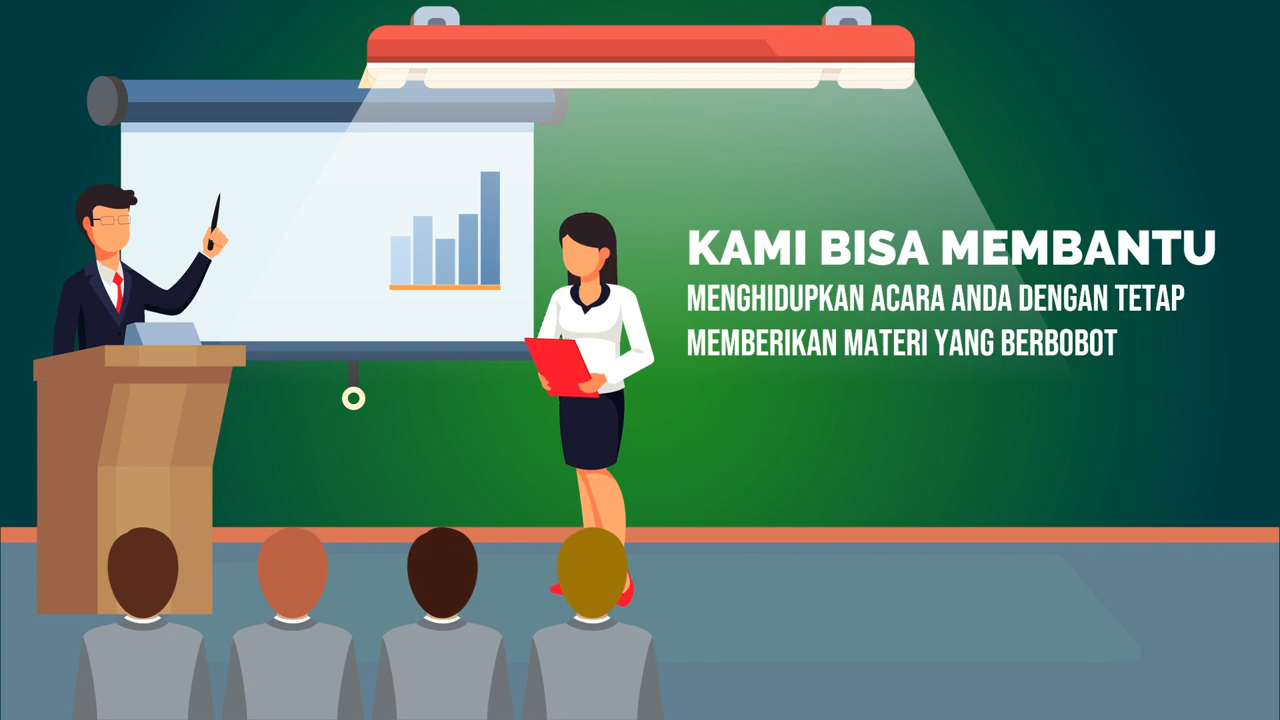 KAMI BISA MEMBANTU
MENGHIDUPKAN ACARA ANDA DENGAN TETAP
MEMBERIKAN MATERI YANG BERBOBOT